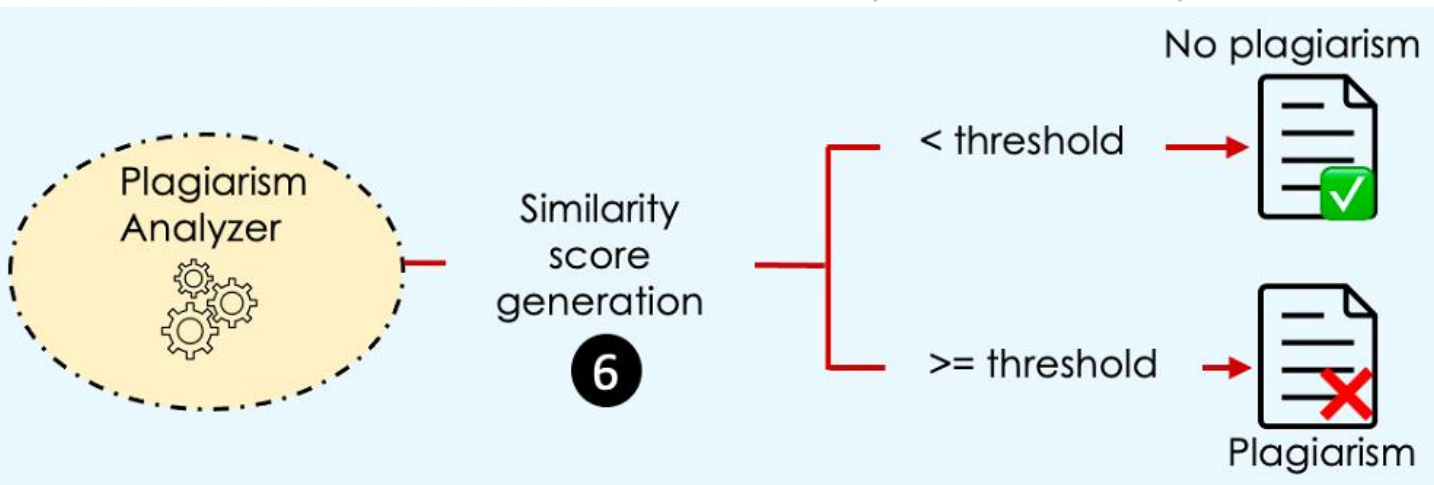 Plagiarism
Analyzer
Similarity
score
generation
6
< threshold
No plagiarism
>= threshold
Plagiarism